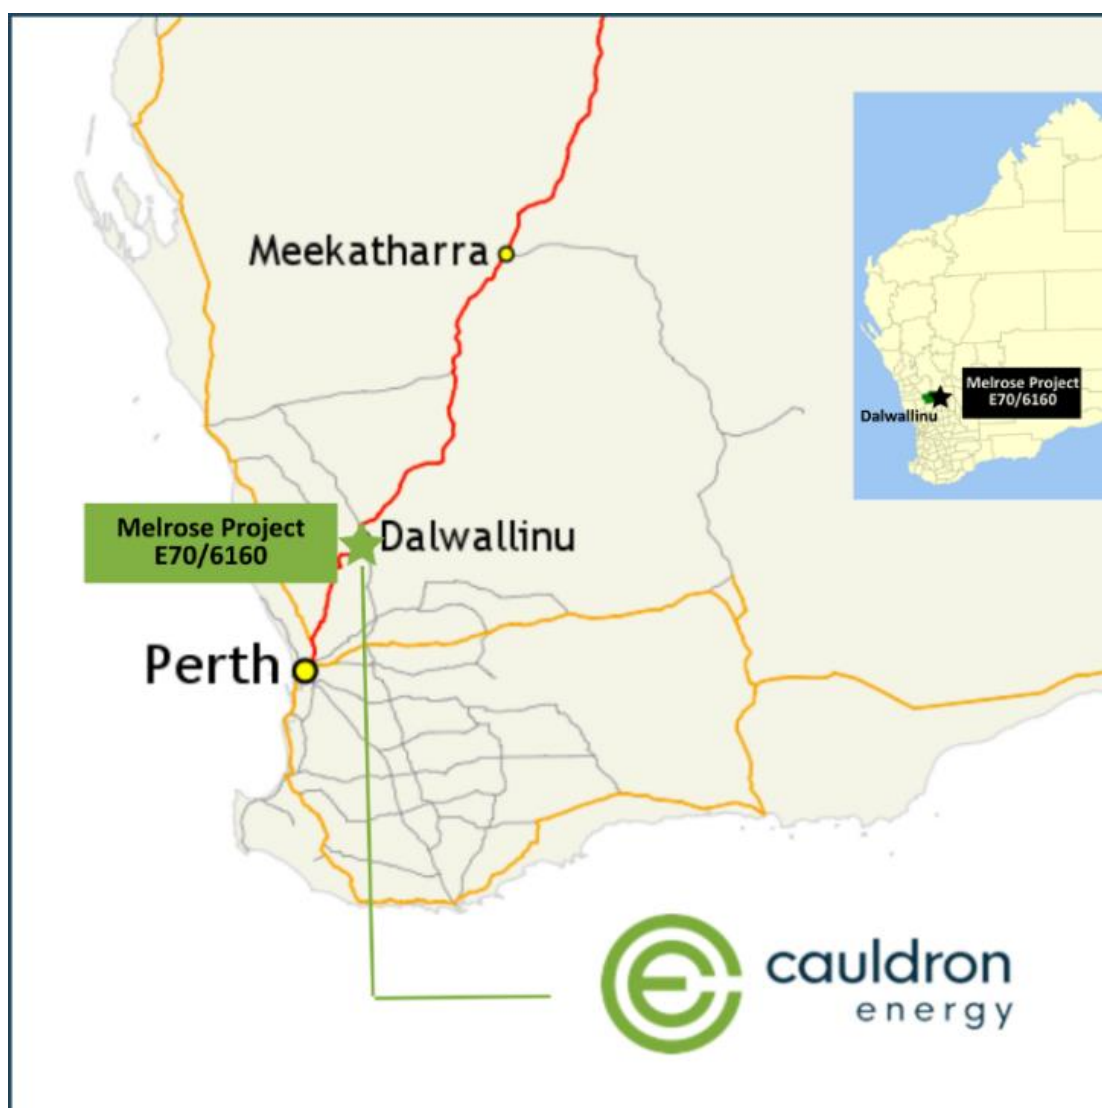 Meekatharra
Melrose Project
E70/6160
Dalwallinu
Melrose Project
E70/6160
Dalwallinu
Perth
cauldron
energy